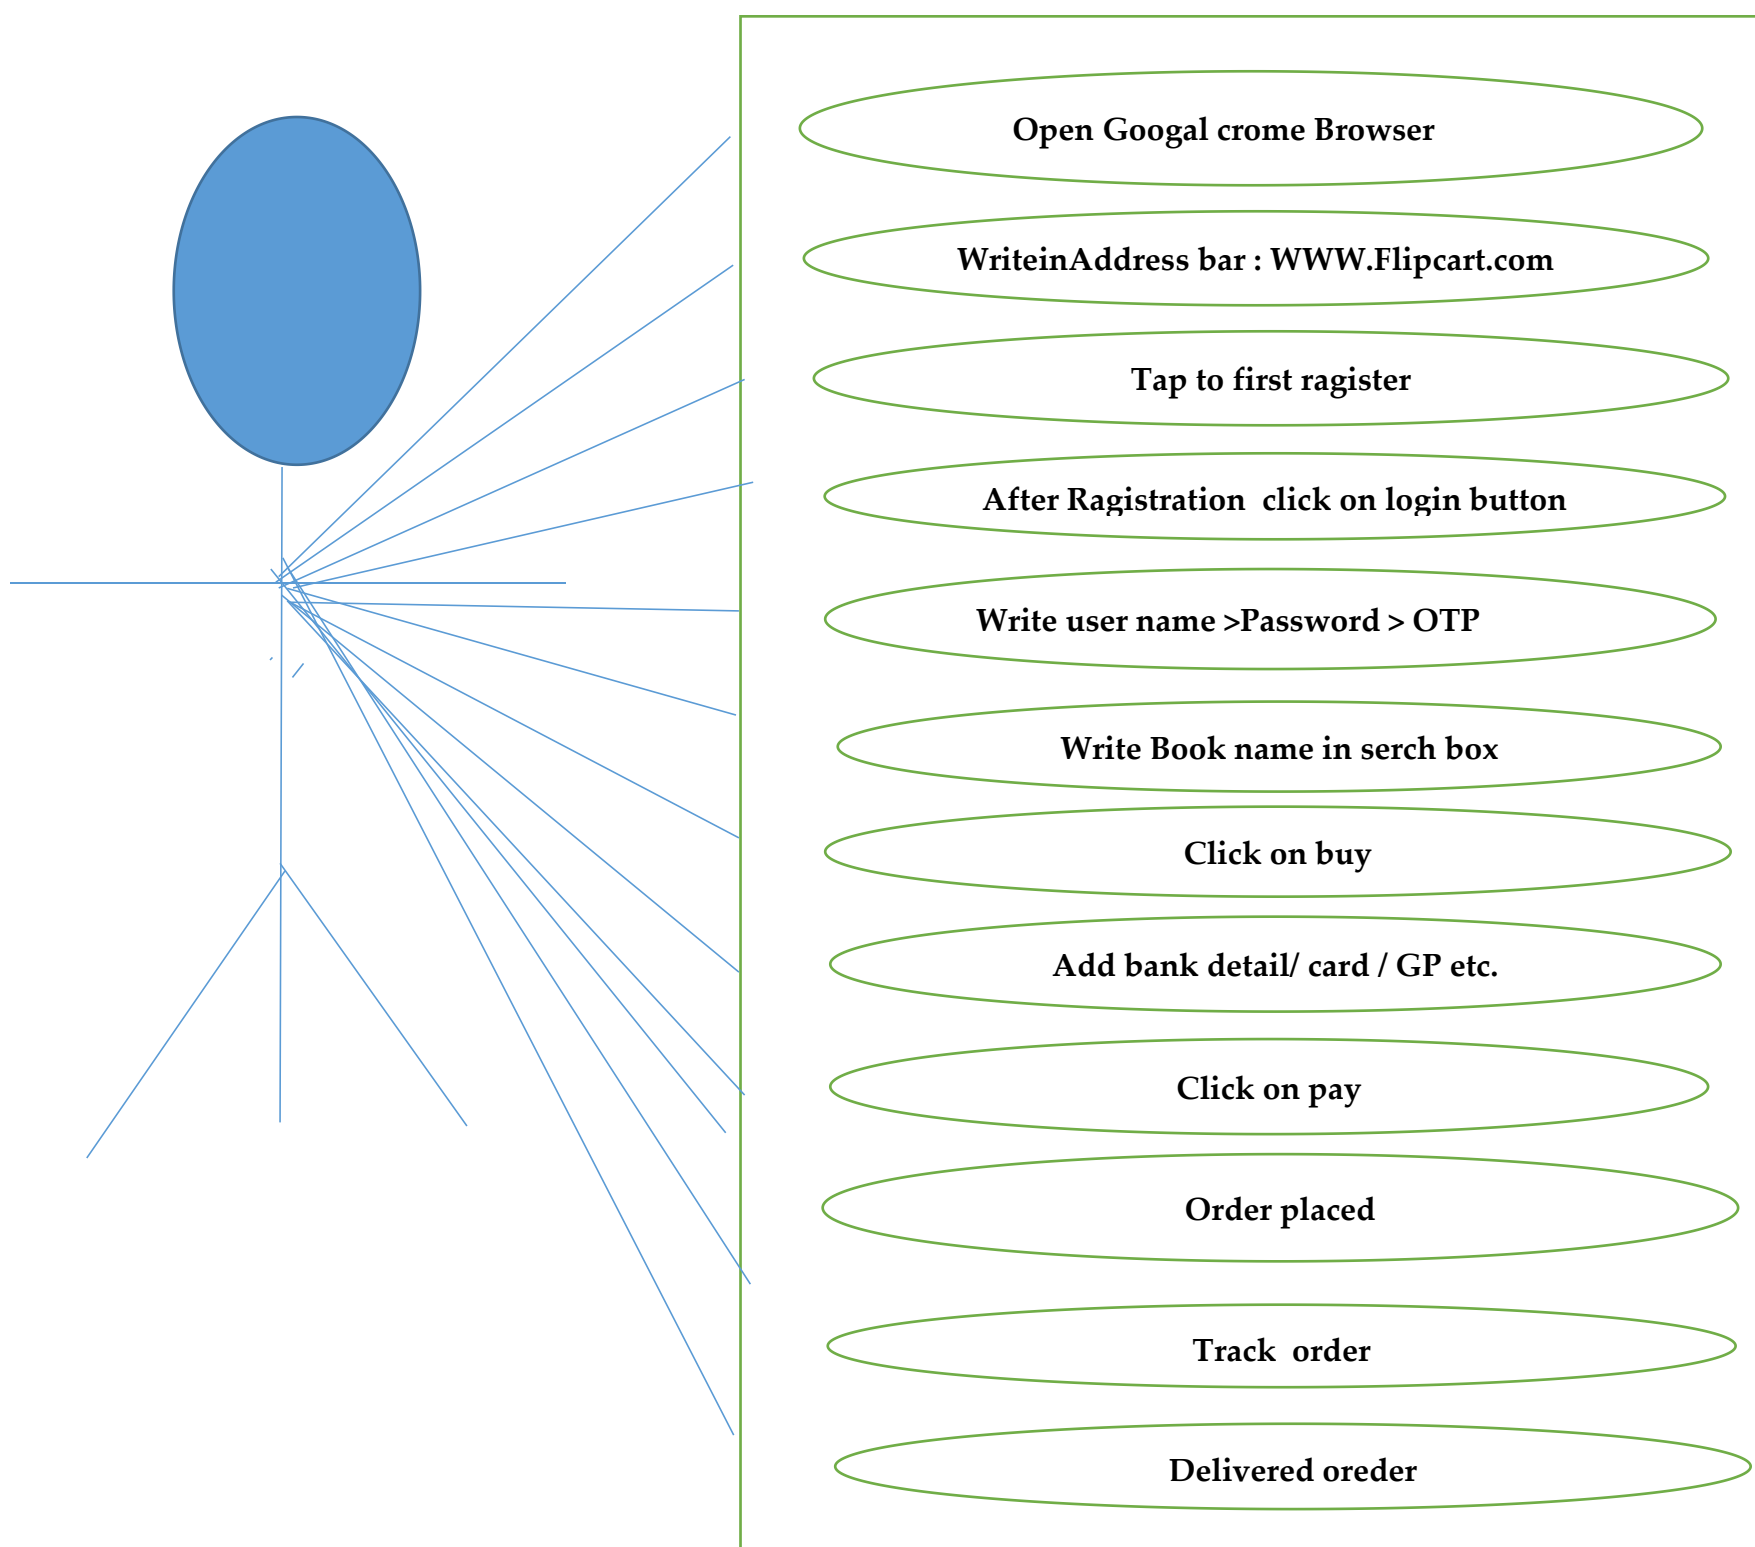 Open Googal crome Browser
WriteinAddress bar : WWW.Flipcart.com
Tap to first ragister
After Ragistration  click on login button
Write user name >Password > OTP
Write Book name in serch box
Click on buy
Add bank detail/ card / GP etc.
Click on pay
Order placed
Track  order
Delivered oreder